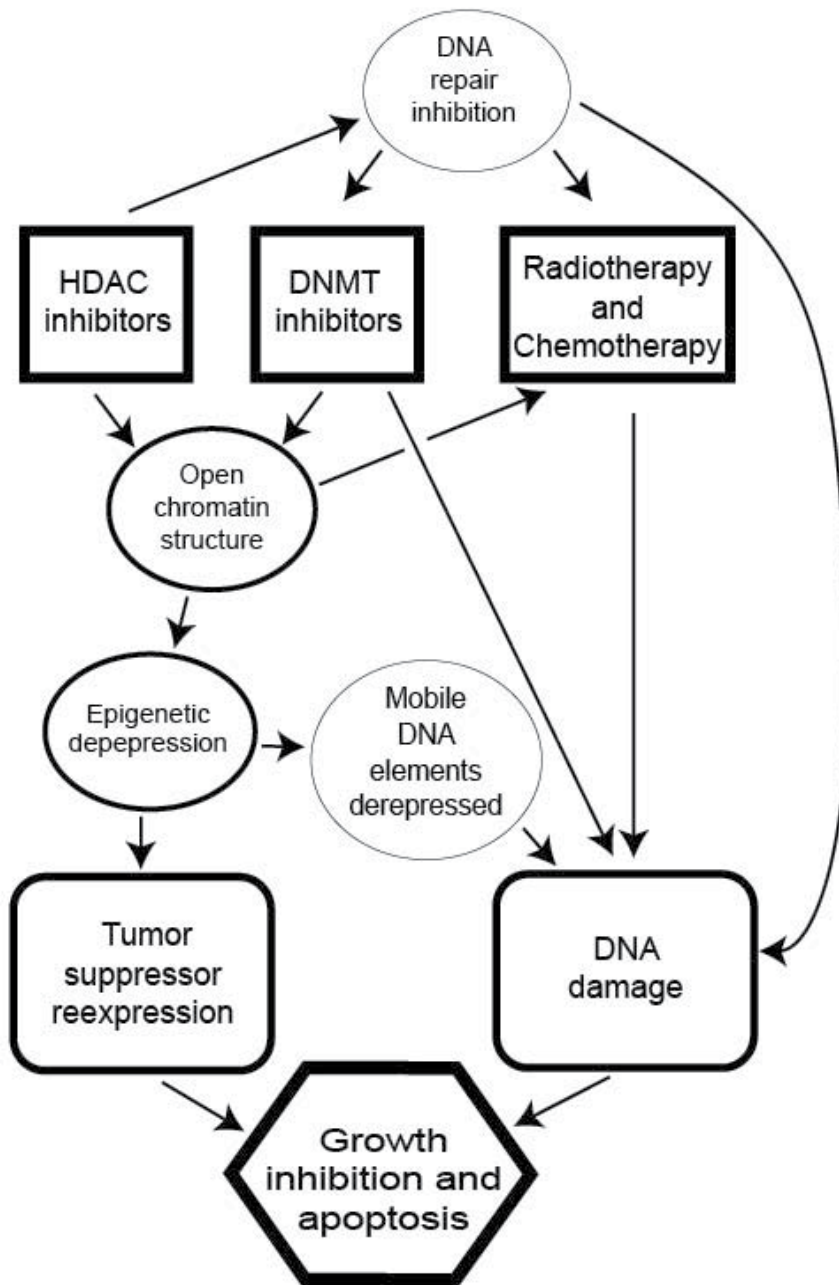 DNA
repair
inhibition
HDAC
inhibitors
DNMT
inhibitors
Radiotherapy
and
Chemotherapy
Open
chromatin
structure
Epigenetic
depepression
Mobile
DNA
elements
derepressed
Tumor
suppressor
reexpression
DNA
damage
Growth
inhibition and
apoptosis